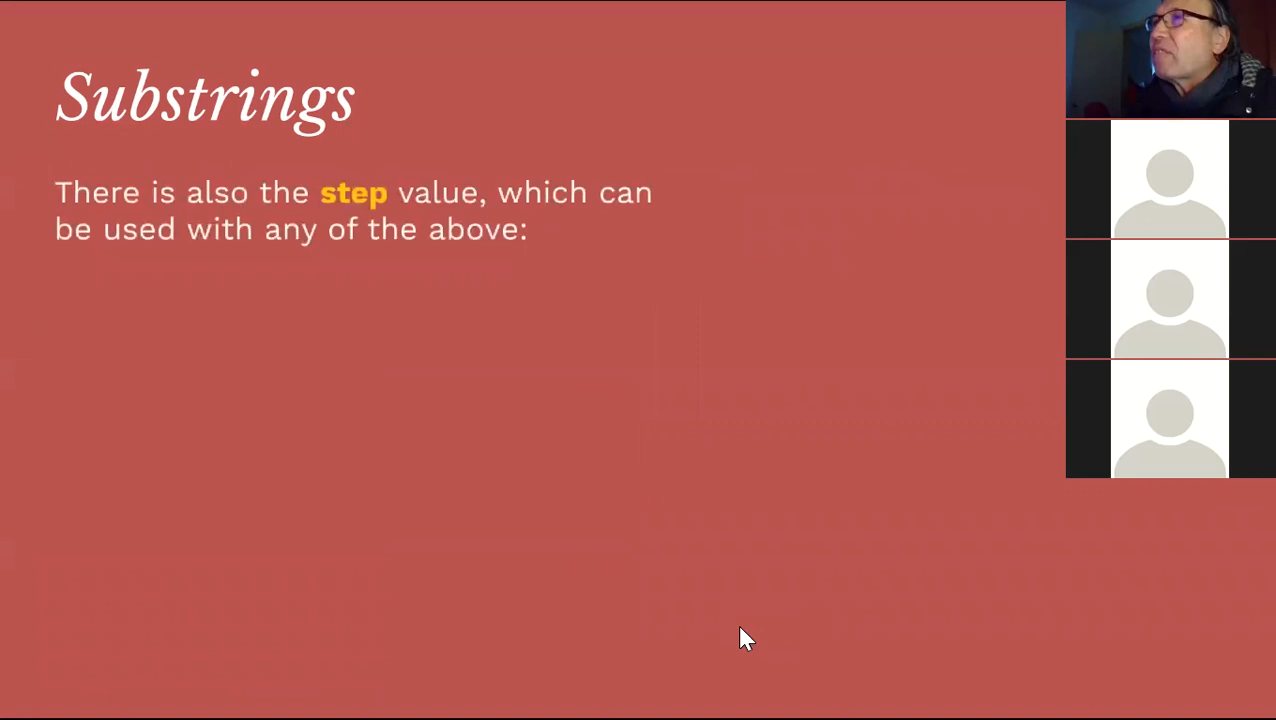 Substrings
There is also the step value, which can
be used with any of the above: